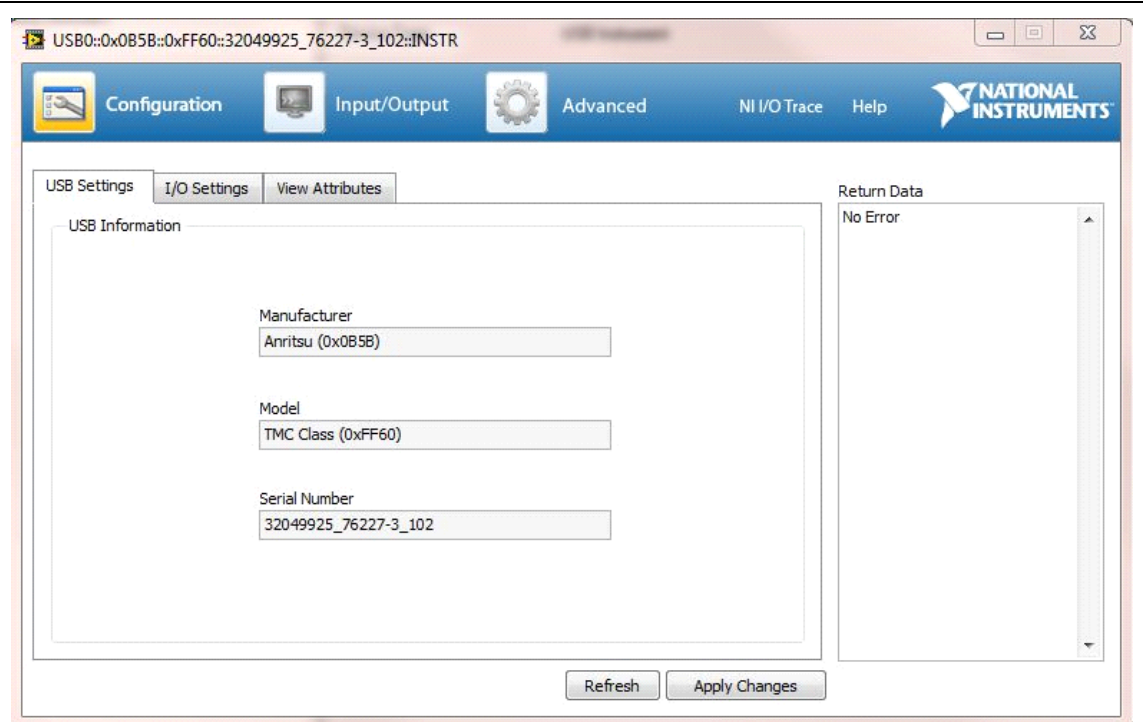 USB0::0x0B5B::0xFF60::32049925_76227-3_102::INSTR
Configuration
Input/Output
Advanced
NI I/O Trace
Help
NATIONAL
INSTRUMENTS
USB Settings
I/O Settings
View Attributes
Return Data
USB Information
No Error
Manufacturer
Anritsu (0x0B5B)
Model
TMC Class (0xFF60)
Serial Number
32049925_76227-3_102
Refresh
Apply Changes